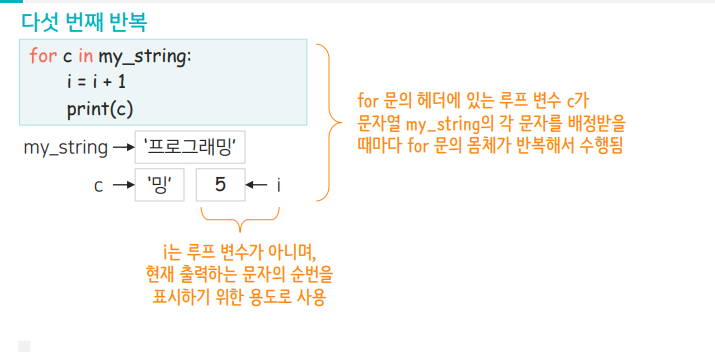 다섯 번째 반복
for c in my_string:
i = i + 1
print(c)
my_string
'프로그래밍'
c
'밍'
5
i
for 문의 헤더에 있는 루프 변수 c가
문자열 my_string의 각 문자를 배정받을
때마다 for 문의 몸체가 반복해서 수행됨
i는 루프 변수가 아니며,
현재 출력하는 문자의 순번을
표시하기 위한 용도로 사용